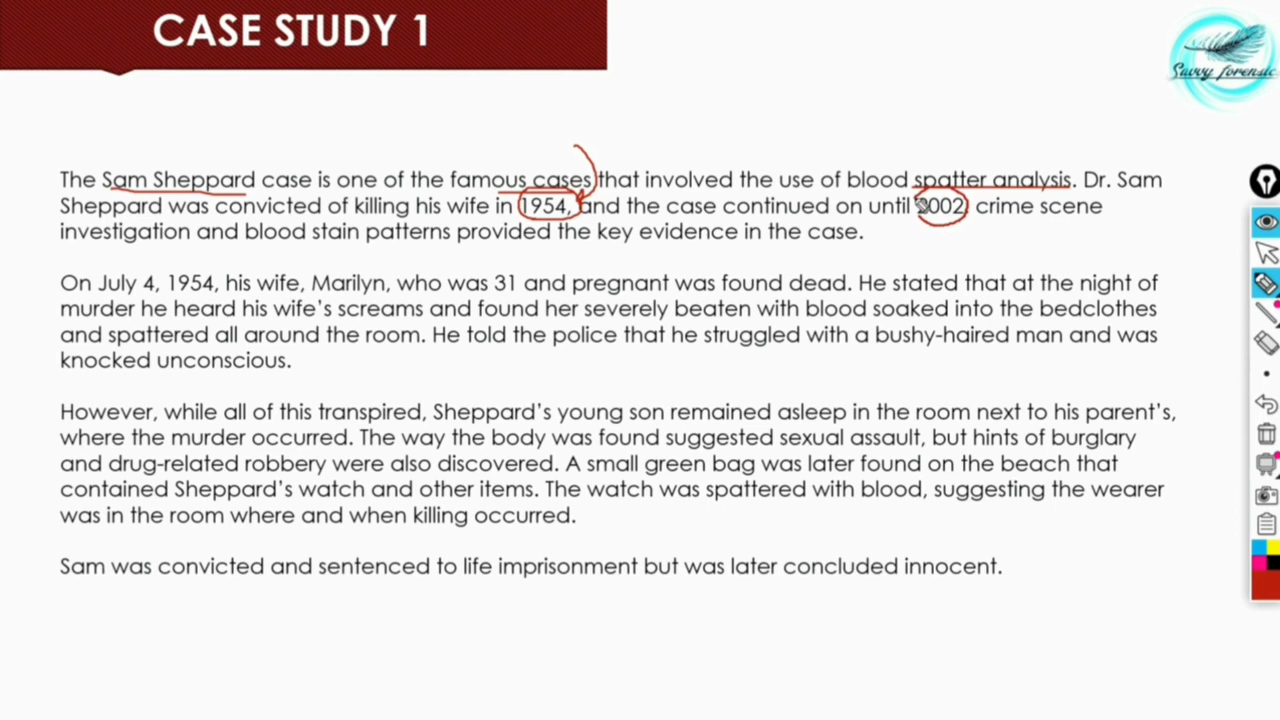 CASE STUDY 1
Savvy forensic
The Sam Sheppard case is one of the famous cases that involved the use of blood spatter analysis. Dr. Sam
Sheppard was convicted of killing his wife in 1954, and the case continued on until 2002, crime scene
investigation and blood stain patterns provided the key evidence in the case.
On July 4, 1954, his wife, Marilyn, who was 31 and pregnant was found dead. He stated that at the night of
murder he heard his wife's screams and found her severely beaten with blood soaked into the bedclothes
and spattered all around the room. He told the police that he struggled with a bushy-haired man and was
knocked unconscious.
However, while all of this transpired, Sheppard's young son remained asleep in the room next to his parent's,
where the murder occurred. The way the body was found suggested sexual assault, but hints of burglary
and drug-related robbery were also discovered. A small green bag was later found on the beach that
contained Sheppard's watch and other items. The watch was spattered with blood, suggesting the wearer
was in the room where and when killing occurred.
Sam was convicted and sentenced to life imprisonment but was later concluded innocent.